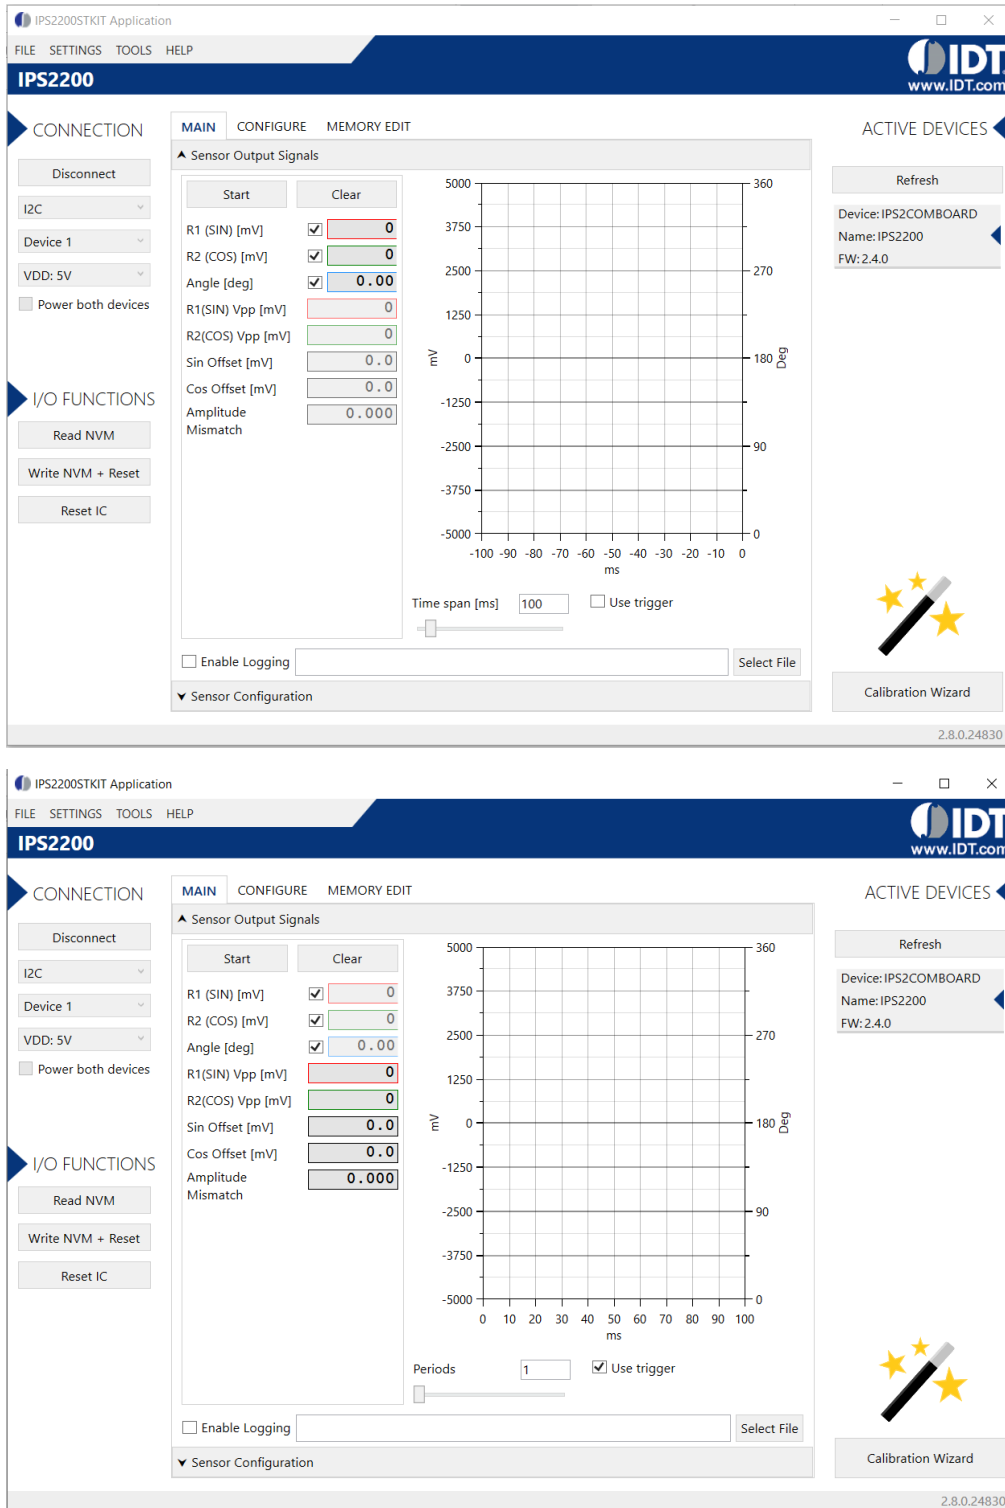 IPS2200STKIT Application
FILE SETTINGS TOOLS HELP
IDT
www.IDT.com
IPS2200
CONNECTION
Disconnect
I2C
Device 1
VDD: 5V
Power both devices
I/O FUNCTIONS
Read NVM
Write NVM + Reset
Reset IC
MAIN CONFIGURE MEMORY EDIT
Sensor Output Signals
Start Clear
R1 (SIN) [mV] 0
R2 (COS) [mV] 0
Angle [deg] 0.00
R1(SIN) Vpp [mV] 0
R2(COS) Vpp [mV] 0
Sin Offset [mV] 0.0
Cos Offset [mV] 0.0
Amplitude Mismatch 0.000
5000 360
3750
2500 270
1250
mV 0 180 Deg
-1250
-2500 90
-3750
-5000 0
-100 -90 -80 -70 -60 -50 -40 -30 -20 -10 0
ms
Time span [ms] 100 Use trigger
Enable Logging Select File
Sensor Configuration
ACTIVE DEVICES
Refresh
Device: IPS2COMBOARD
Name: IPS2200
FW: 2.4.0
Calibration Wizard
2.8.0.24830
IPS2200STKIT Application
FILE SETTINGS TOOLS HELP
IDT
www.IDT.com
IPS2200
CONNECTION
Disconnect
I2C
Device 1
VDD: 5V
Power both devices
I/O FUNCTIONS
Read NVM
Write NVM + Reset
Reset IC
MAIN CONFIGURE MEMORY EDIT
Sensor Output Signals
Start Clear
R1 (SIN) [mV] 0
R2 (COS) [mV] 0
Angle [deg] 0.00
R1(SIN) Vpp [mV] 0
R2(COS) Vpp [mV] 0
Sin Offset [mV] 0.0
Cos Offset [mV] 0.0
Amplitude Mismatch 0.000
5000 360
3750
2500 270
1250
mV 0 180 Deg
-1250
-2500 90
-3750
-5000 0
0 10 20 30 40 50 60 70 80 90 100
ms
Periods 1 Use trigger
Enable Logging Select File
Sensor Configuration
ACTIVE DEVICES
Refresh
Device: IPS2COMBOARD
Name: IPS2200
FW: 2.4.0
Calibration Wizard
2.8.0.24830